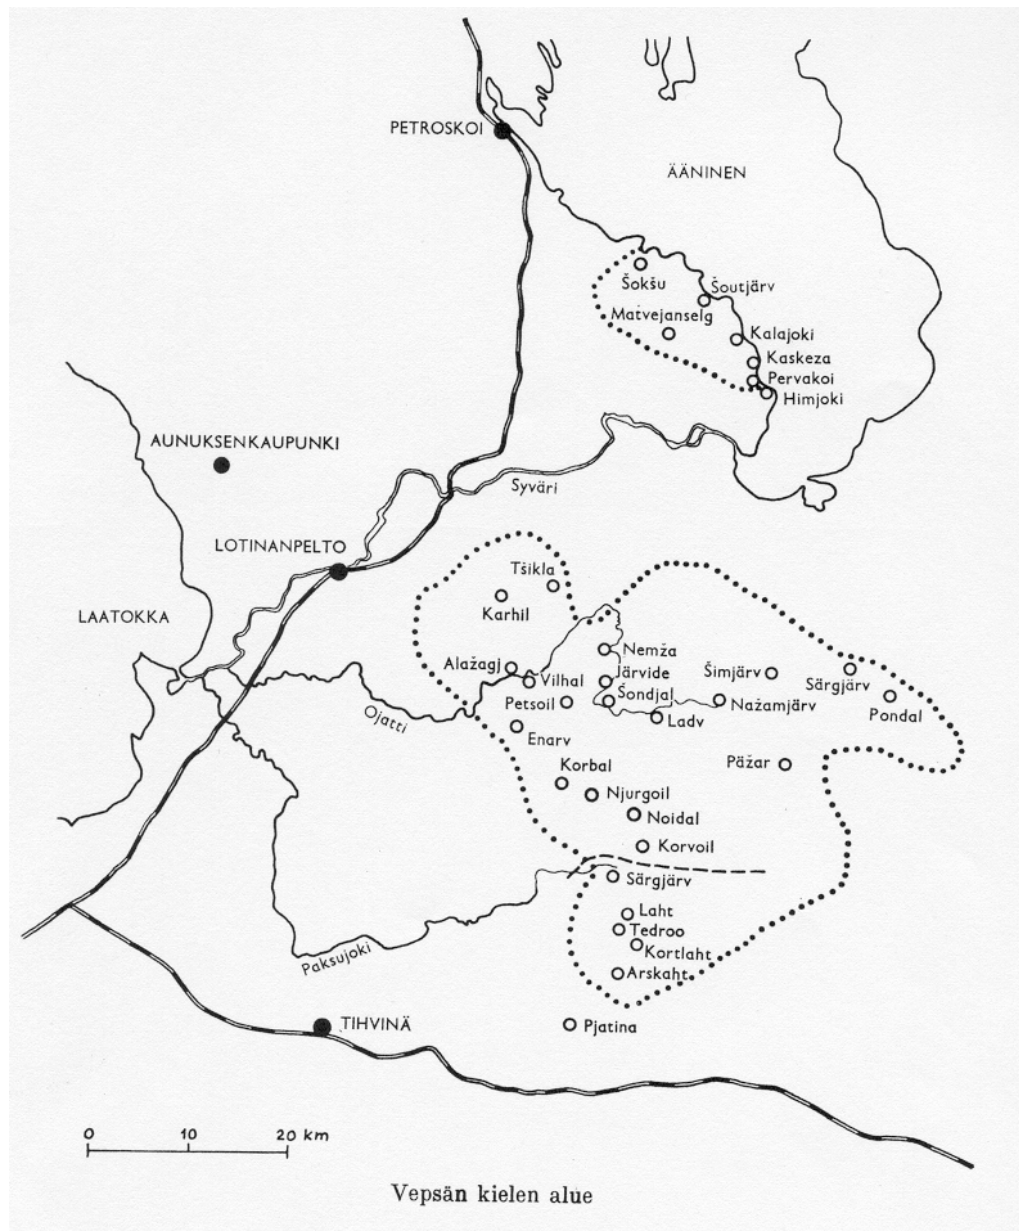 PETROSKOI
ÄÄNINEN
Šokšu
Šoutjärv
Matvejanselg
Kalajoki
Kaskeza
Pervakoi
Himjoki
AUNUKSENKAUPUNKI
Syväri
LOTINANPELTO
Tšikla
LAATOKKA
Karhil
Nemža
Alažagj
Järvide
Šimjärv
Särgjärv
Vilhal
Petsoil
Šondjal
Nažamjärv
Pondal
Ojatti
Ladv
Enarv
Korbal
Päžar
Njurgoil
Noidal
Korvoil
Särgjärv
Laht
Tedroo
Kortlaht
Paksujoki
Arskaht
TIHVINÄ
Pjatina
0 10 20 km
Vepsän kielen alue